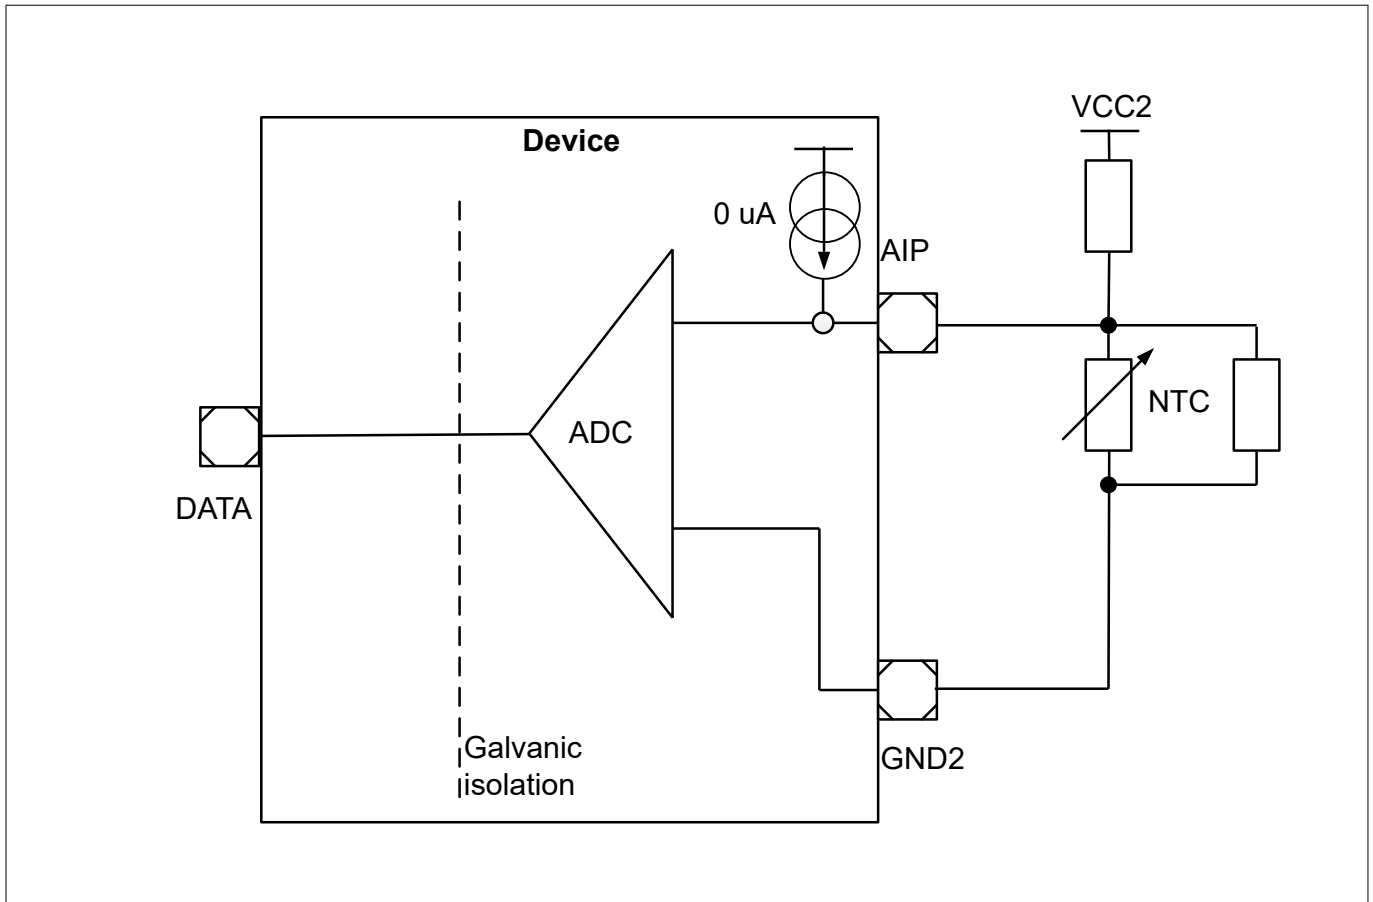 VCC2
Device
0 uA
AIP
NTC
ADC
DATA
Galvanic
isolation
GND2